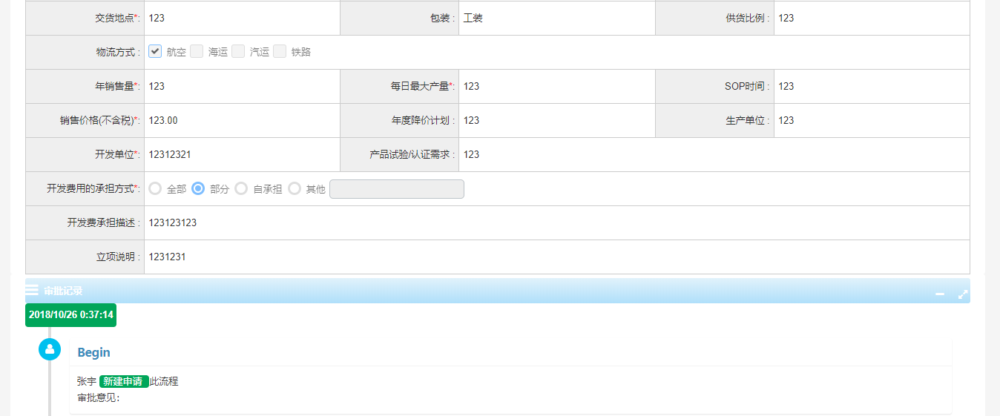 交货地点*: 123 包装 : 工装 供货比例 : 123
物流方式 : 航空 海运 汽运 铁路
年销售量*: 123 每日最大产量*: 123 SOP时间 : 123
销售价格(不含税)*: 123.00 年度降价计划 : 123 生产单位 : 123
开发单位*: 12312321 产品试验/认证需求 : 123
开发费用的承担方式*: 全部 部分 自承担 其他
开发费承担描述 : 123123123
立项说明 : 1231231
审批记录
2018/10/26 0:37:14
Begin
张宇 新建申请 此流程
审批意见: